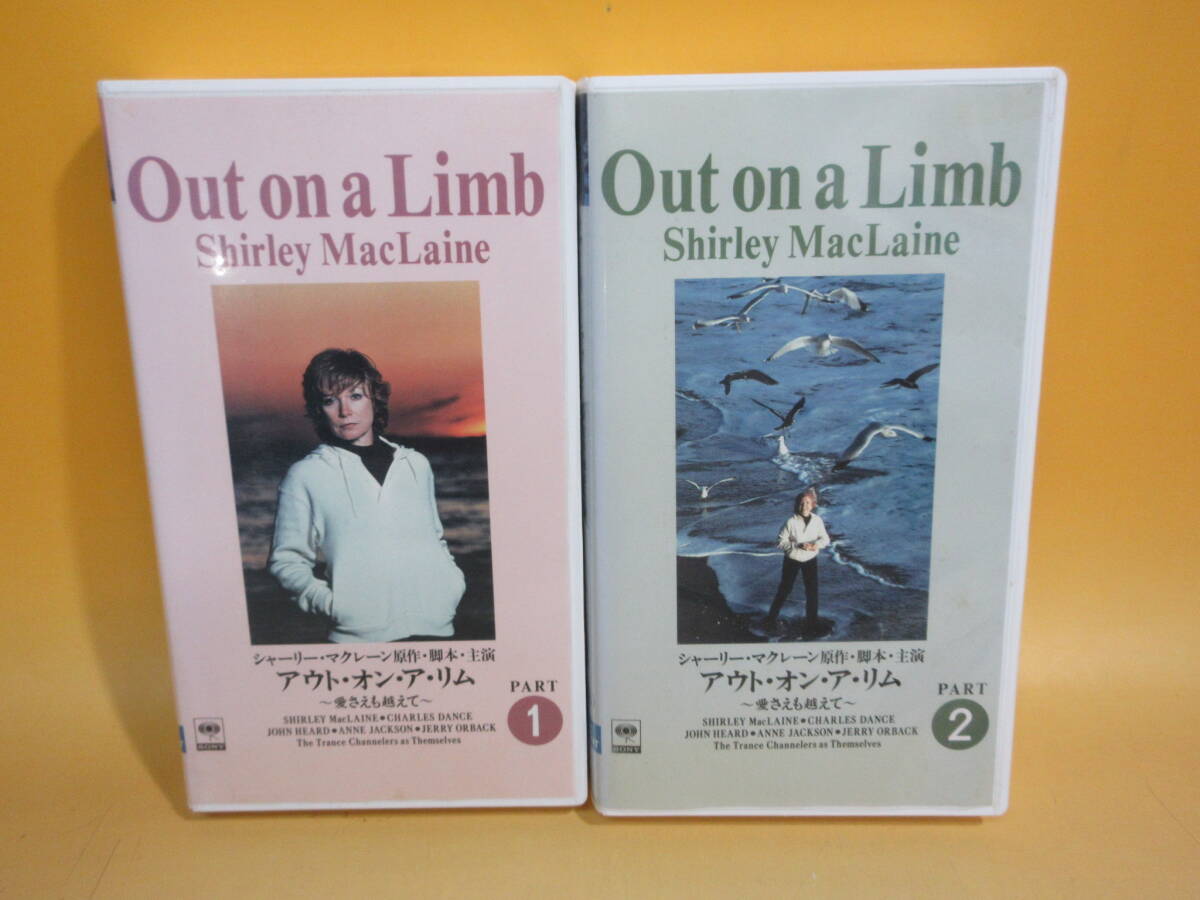 Out on a Limb
Shirley MacLaine
シャーリー・マクレーン原作・脚本・主演
アウト・オン・ア・リム
～愛さえも越えて～
PART
1
SHIRLEY MacLAINE●CHARLES DANCE
JOHN HEARD●ANNE JACKSON●JERRY ORBACK
The Trance Channelers as Themselves
SONY
Out on a Limb
Shirley MacLaine
シャーリー・マクレーン原作・脚本・主演
アウト・オン・ア・リム
～愛さえも越えて～
PART
2
SHIRLEY MacLAINE●CHARLES DANCE
JOHN HEARD●ANNE JACKSON●JERRY ORBACK
The Trance Channelers as Themselves
SONY